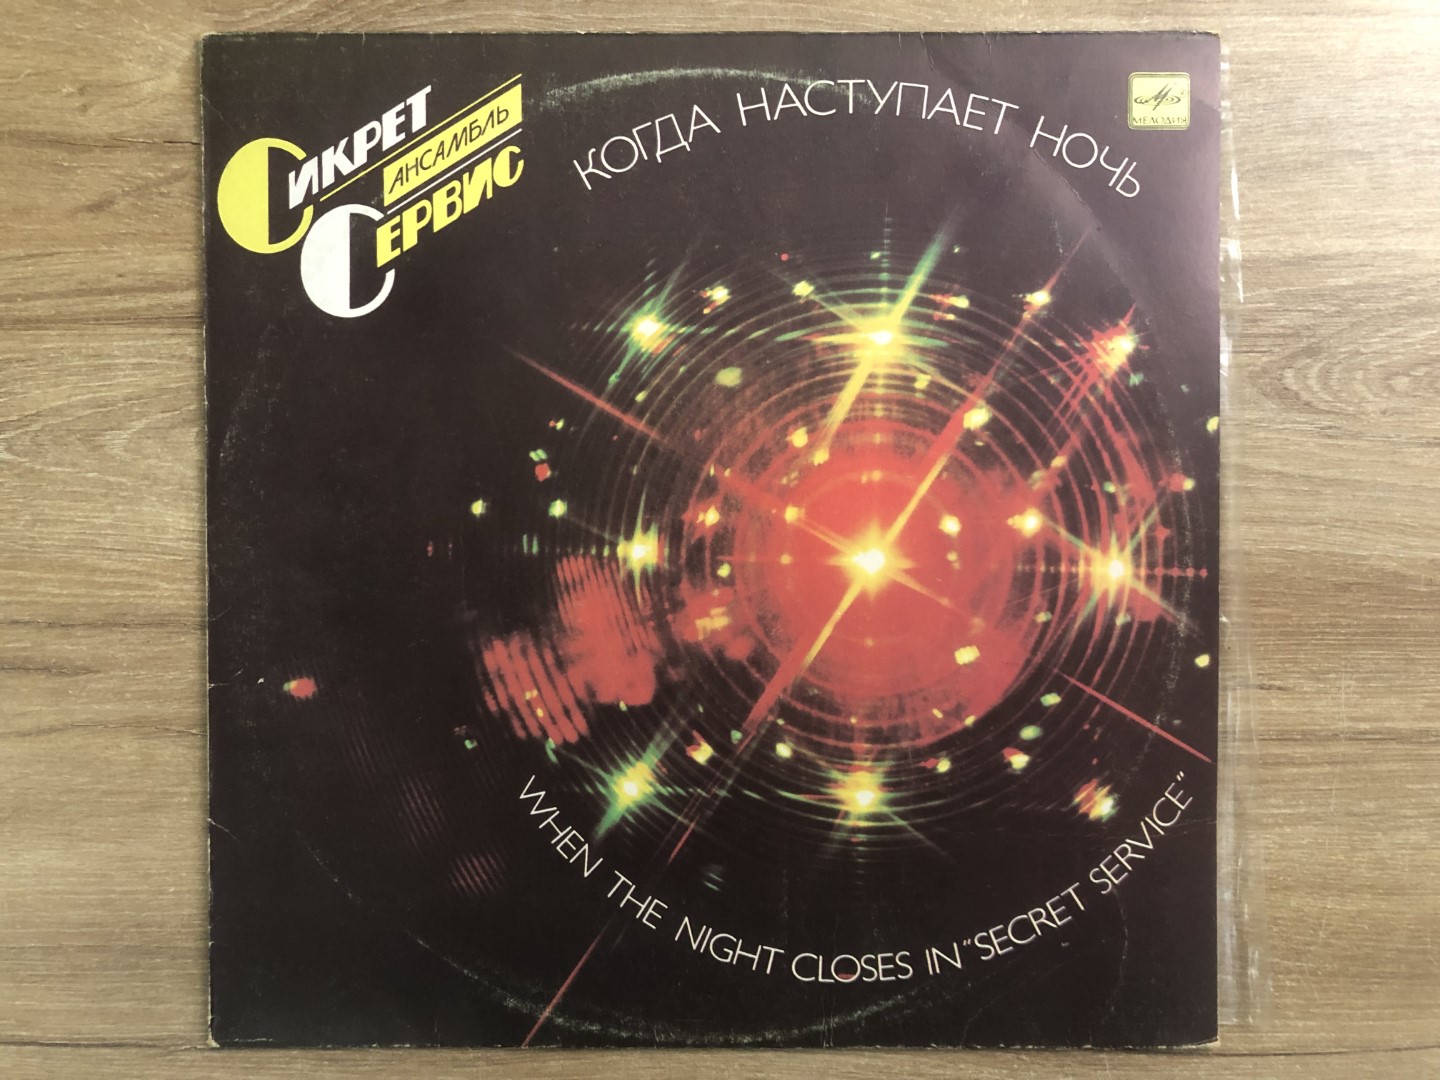 СИКРЕТ
АНСАМБЛЬ
СЕРВИС
КОГДА НАСТУПАЕТ НОЧЬ
МЕЛОДИЯ
WHEN THE NIGHT CLOSES IN "SECRET SERVICE"